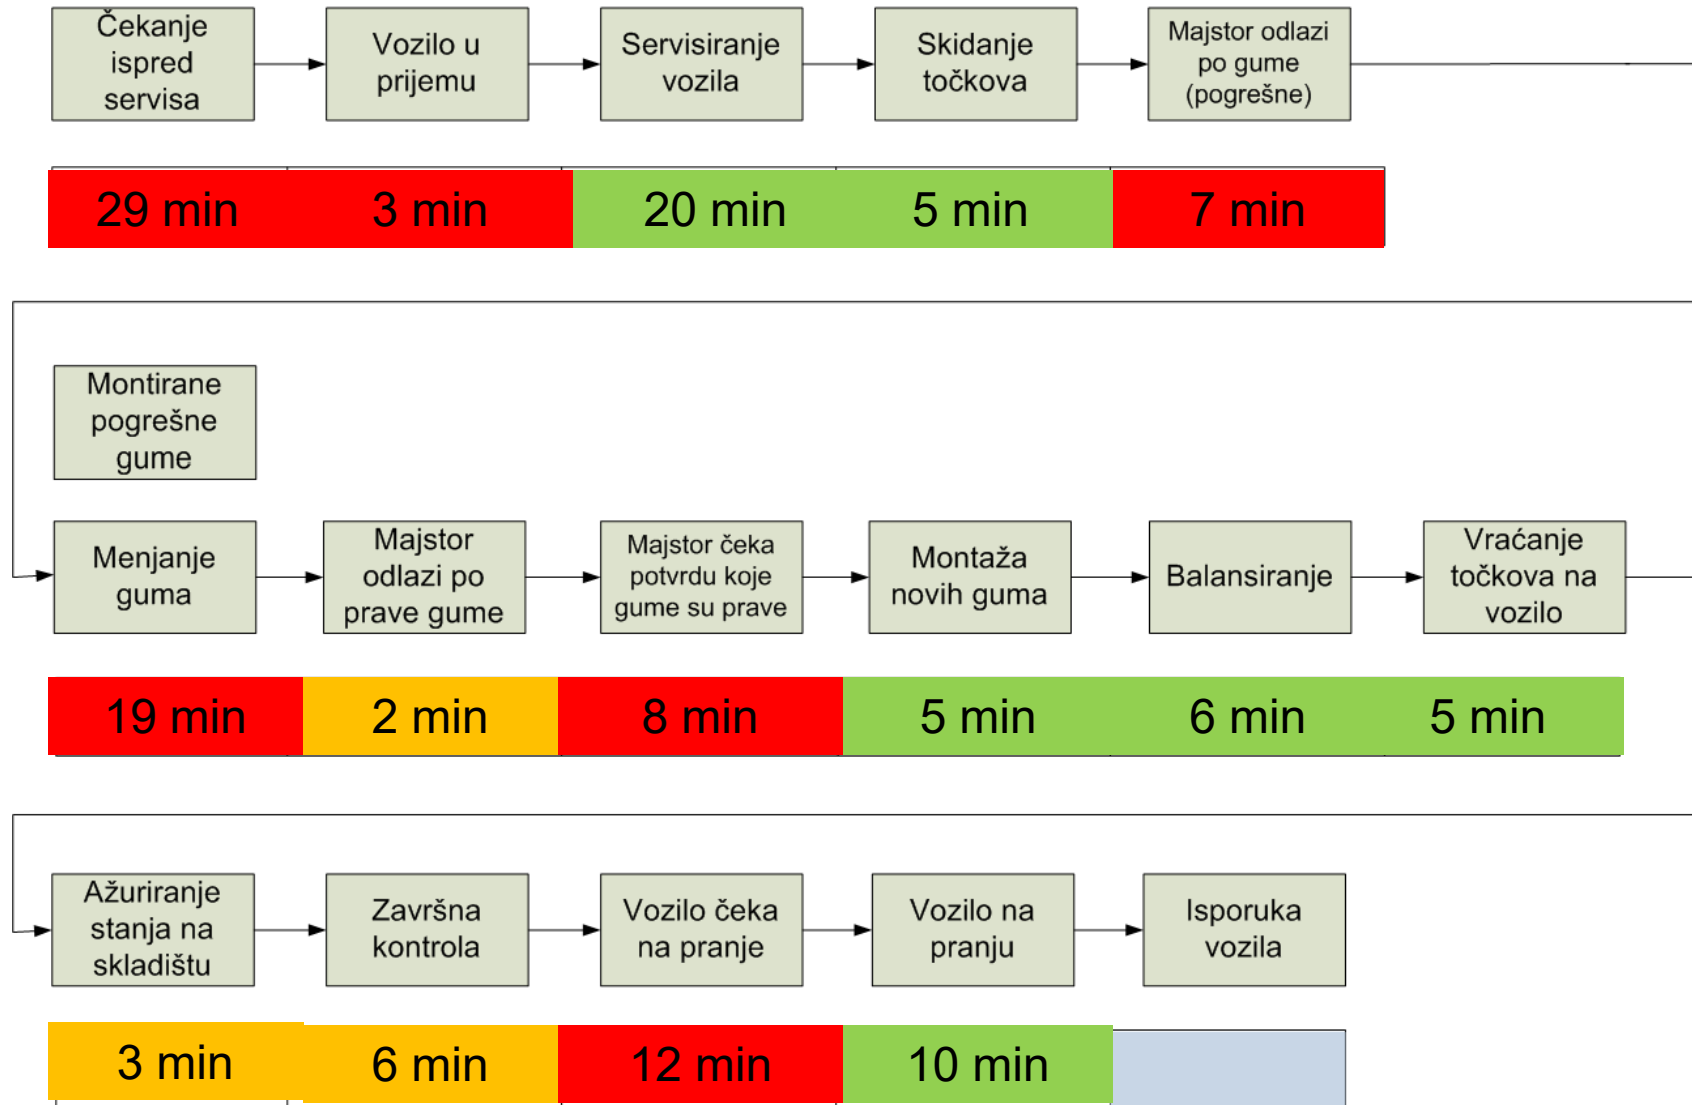 Čekanje
ispred
servisa
Vozilo u
prijemu
Servisiranje
vozila
Skidanje
točkova
Majstor odlazi
po gume
(pogrešne)
29 min
3 min
20 min
5 min
7 min
Montirane
pogrešne
gume
Menjanje
guma
Majstor
odlazi po
prave gume
Majstor čeka
potvrdu koje
gume su prave
Montaža
novih guma
Balansiranje
Vraćanje
točkova na
vozilo
19 min
2 min
8 min
5 min
6 min
5 min
Ažuriranje
stanja na
skladištu
Završna
kontrola
Vozilo čeka
na pranje
Vozilo na
pranju
Isporuka
vozila
3 min
6 min
12 min
10 min